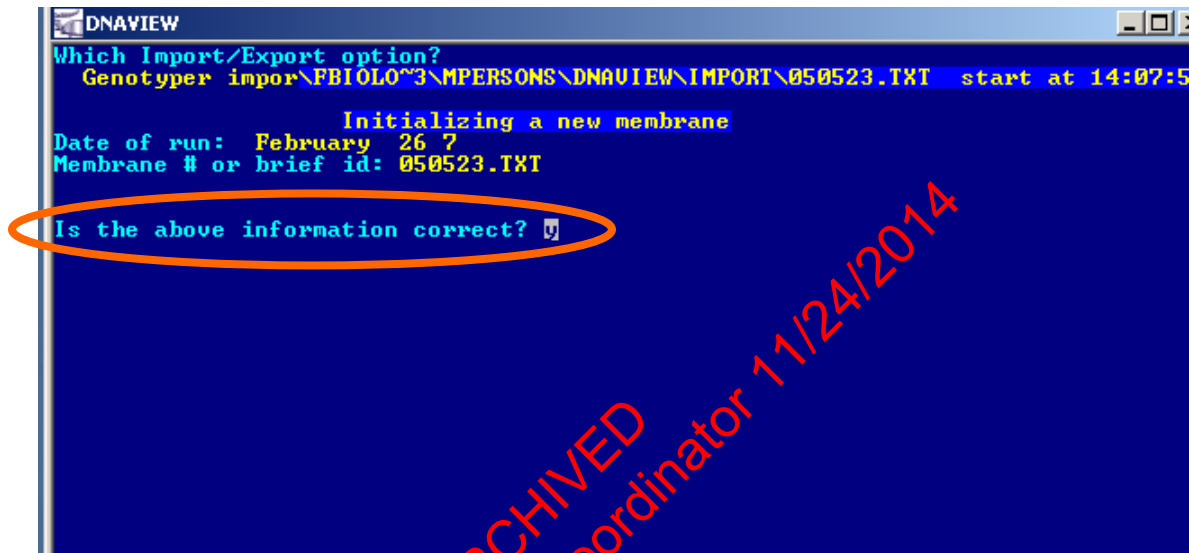 DNAVIEW
Which Import/Export option?
Genotyper impor\FBIOLO~3\MPERSONS\DNAVIEW\IMPORT\050523.TXT start at 14:07:5
Initializing a new membrane
Date of run: February 26 7
Membrane # or brief id: 050523.TXT
Is the above information correct? y
RCHIVED
oordinator 11/24/2014